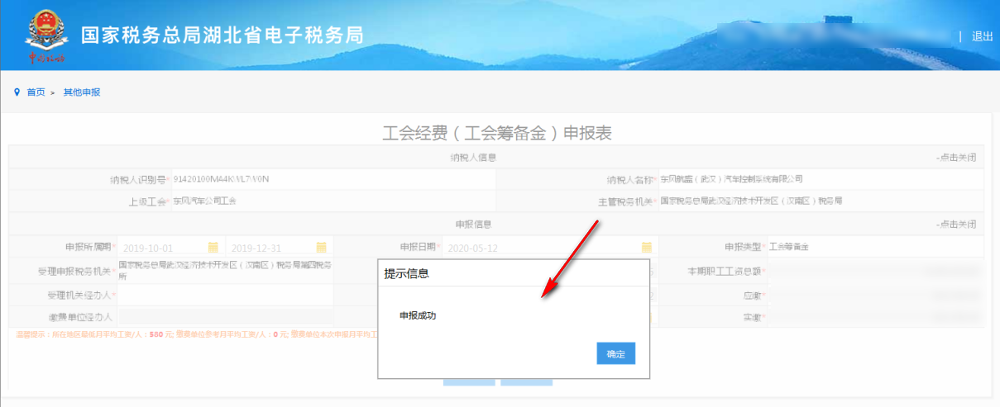 国家税务总局湖北省电子税务局
| 退出
首页 > 其他申报
工会经费（工会筹备金）申报表
纳税人信息 -点击关闭
纳税人识别号* 纳税人名称* 东风航盛（武汉）汽车控制系统有限公司
上级工会* 东风汽车公司工会 主管税务机关* 国家税务总局武汉经济技术开发区（汉南区）税务局
申报信息 -点击关闭
申报所属期* 2019-10-01 2019-12-31 申报日期* 2020-05-12 申报类型* 工会筹备金
受理申报税务机关* 国家税务总局武汉经济技术开发区（汉南区）税务局第四税务所 本期职工工资总额*
受理机关经办人* 应缴*
缴费单位经办人 实缴*
温馨提示：所在地区最低月平均工资/人：580 元; 缴费单位参考月平均工资/人：0 元; 缴费单位本次申报月平均工
提示信息
申报成功
确定